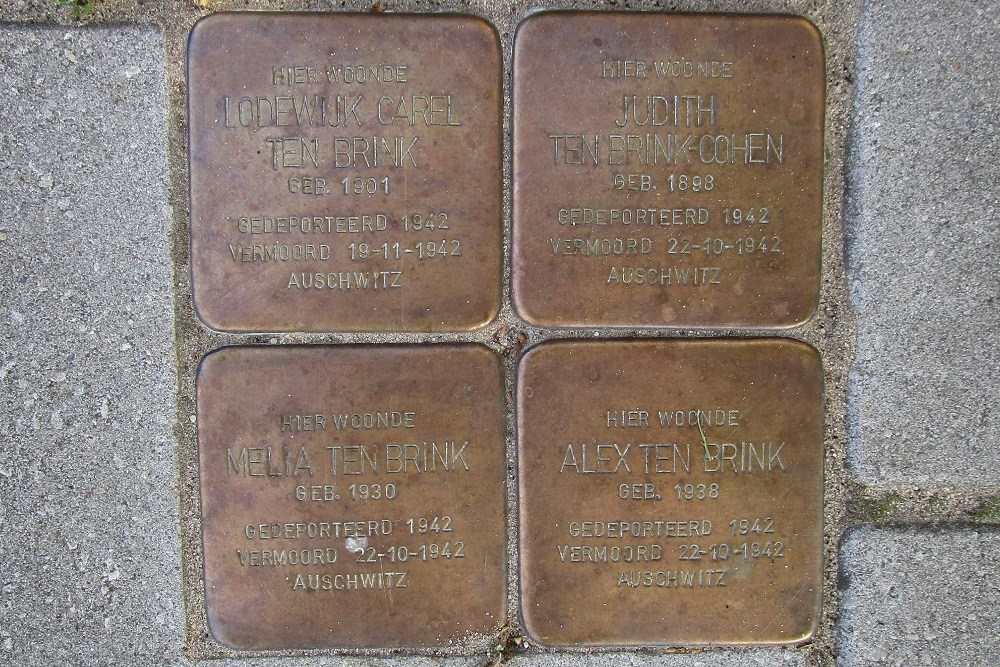 HIER WOONDE
LODEWIJK CAREL
TEN BRINK
GEB. 1901
GEDEPORTEERD 1942
VERMOORD 19-11-1942
AUSCHWITZ
HIER WOONDE
JUDITH
TEN BRINK-COHEN
GEB. 1898
GEDEPORTEERD 1942
VERMOORD 22-10-1942
AUSCHWITZ
HIER WOONDE
MELIA TEN BRINK
GEB. 1930
GEDEPORTEERD 1942
VERMOORD 22-10-1942
AUSCHWITZ
HIER WOONDE
ALEX TEN BRINK
GEB. 1938
GEDEPORTEERD 1942
VERMOORD 22-10-1942
AUSCHWITZ